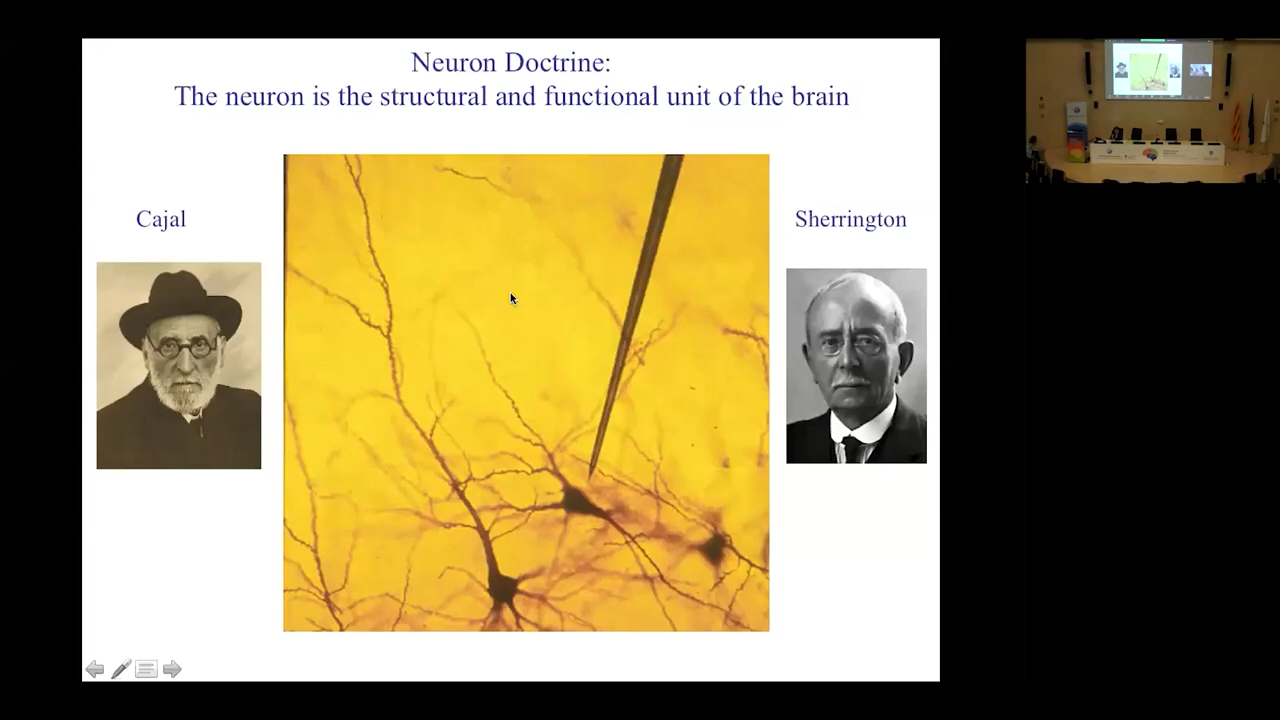 Neuron Doctrine:
The neuron is the structural and functional unit of the brain
Cajal
Sherrington